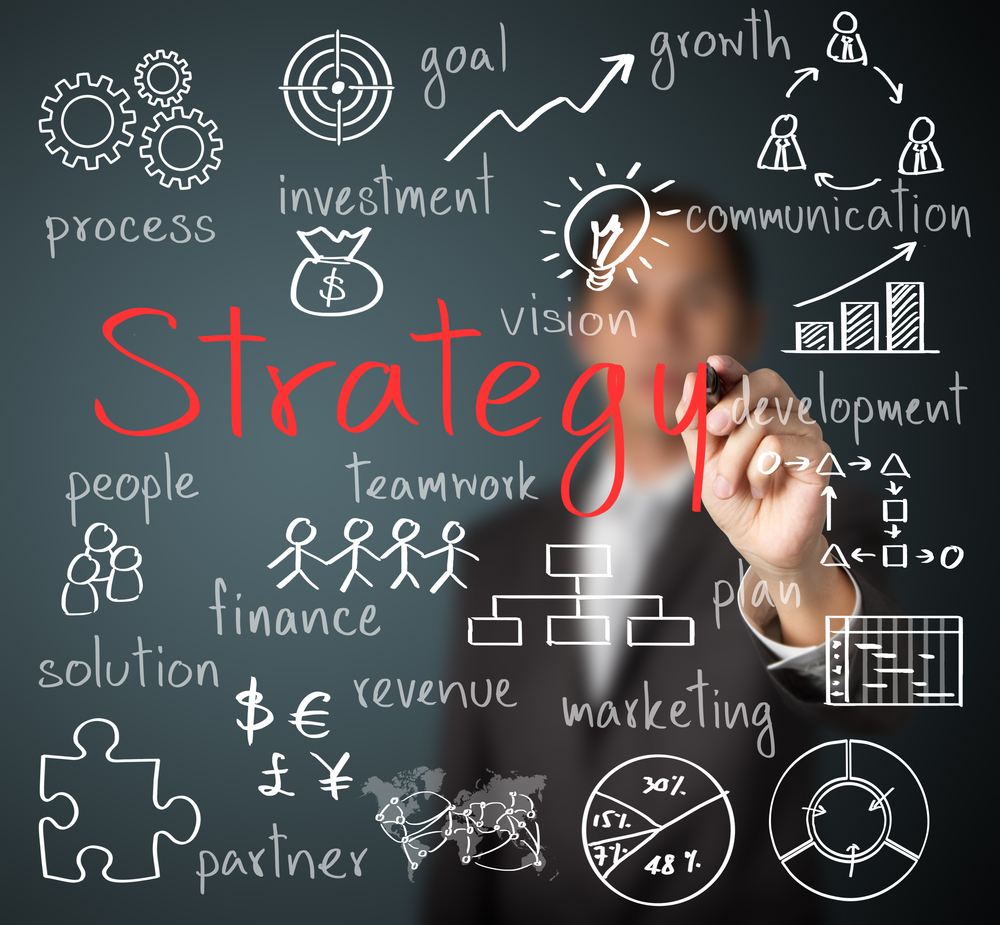 goal
growth
process
investment
communication
$
vision
Strategy
development
people
teamwork
plan
finance
solution
revenue
marketing
$ €
£ ¥
30%
15%
7%
48%
partner